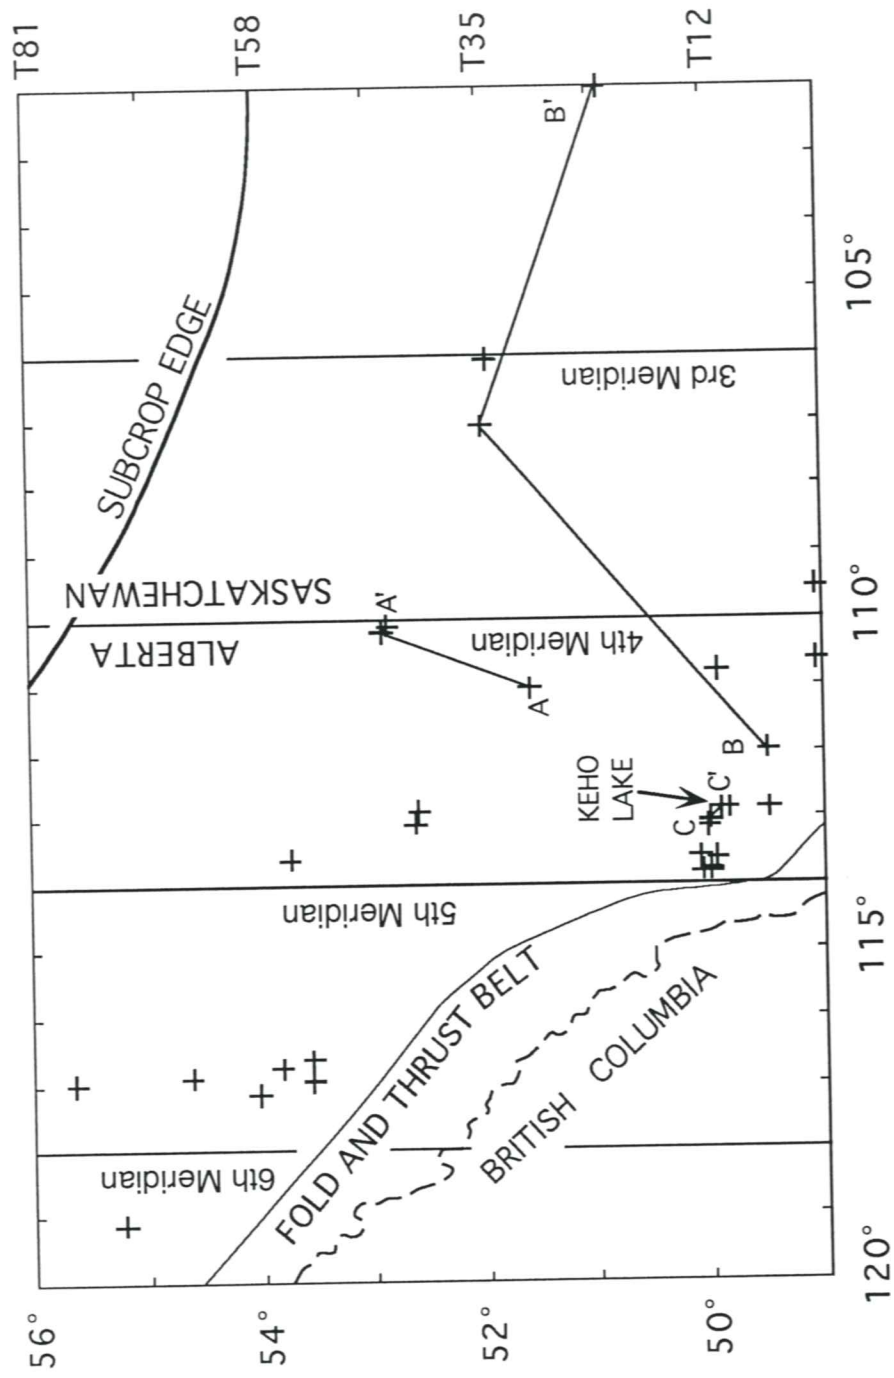 T81
T58
T35
T12
56°
54°
52°
50°
120°
115°
110°
105°
SUBCROP EDGE
SASKATCHEWAN
ALBERTA
3rd Meridian
4th Meridian
5th Meridian
6th Meridian
A
A'
B
B'
C
C'
KEHO
LAKE
FOLD AND THRUST BELT
BRITISH COLUMBIA